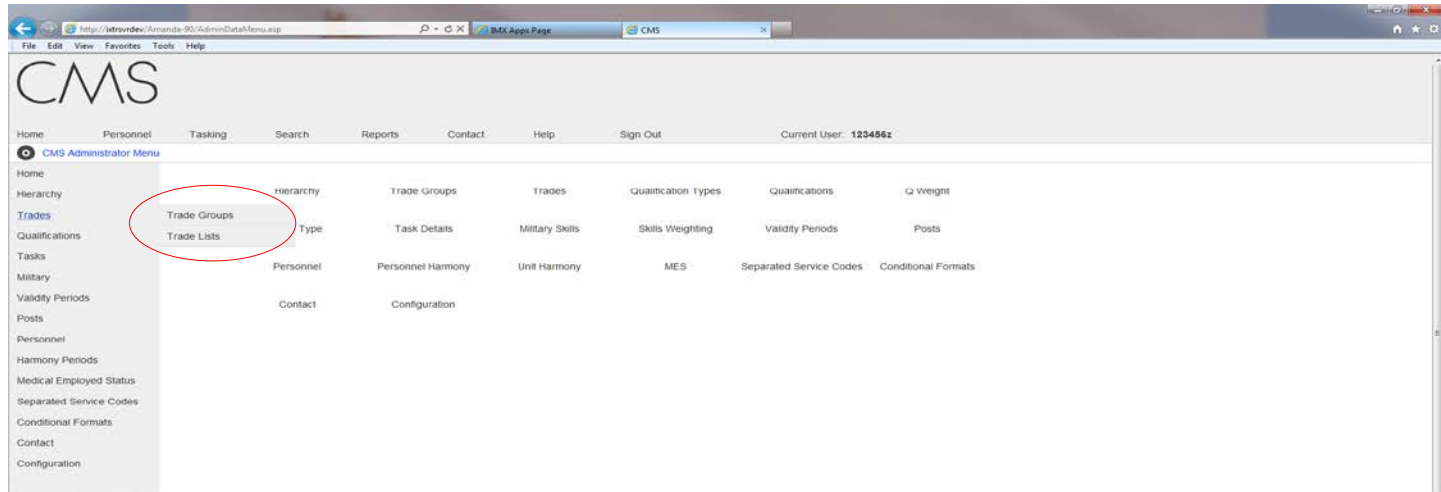 http://ixtrsvrdev/Amanda-90/AdminDataMenu.asp IMX Apps Page CMS
File Edit View Favorites Tools Help
CMS
Home Personnel Tasking Search Reports Contact Help Sign Out Current User: 123456z
CMS Administrator Menu
Home
Hierarchy Hierarchy Trade Groups Trades Qualification Types Qualifications Q Weight
Trades Trade Groups
Type Task Details Military Skills Skills Weighting Validity Periods Posts
Qualifications Trade Lists
Tasks
Personnel Personnel Harmony Unit Harmony MES Separated Service Codes Conditional Formats
Military
Validity Periods
Contact Configuration
Posts
Personnel
Harmony Periods
Medical Employed Status
Separated Service Codes
Conditional Formats
Contact
Configuration